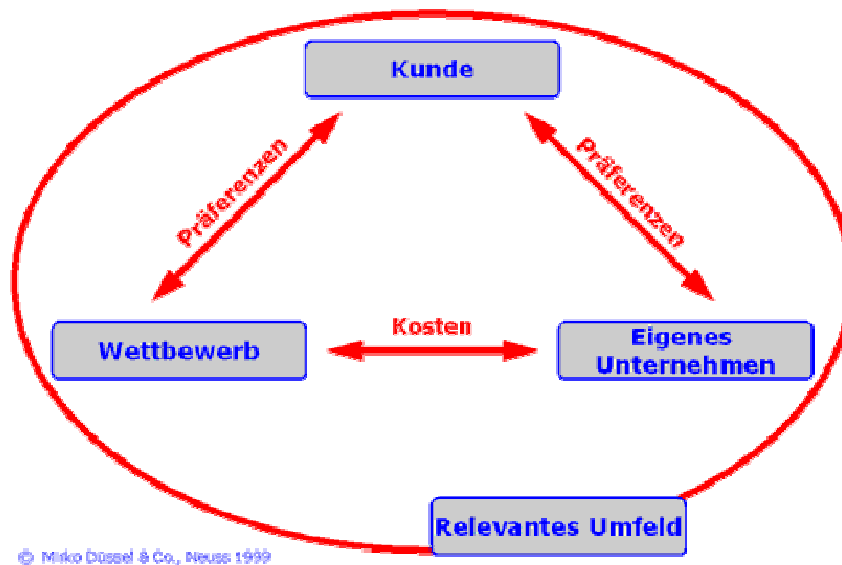 Kunde
Präferenzen
Präferenzen
Wettbewerb
Kosten
Eigenes
Unternehmen
Relevantes Umfeld
© Mirko Düssel & Co., Neuss 1999